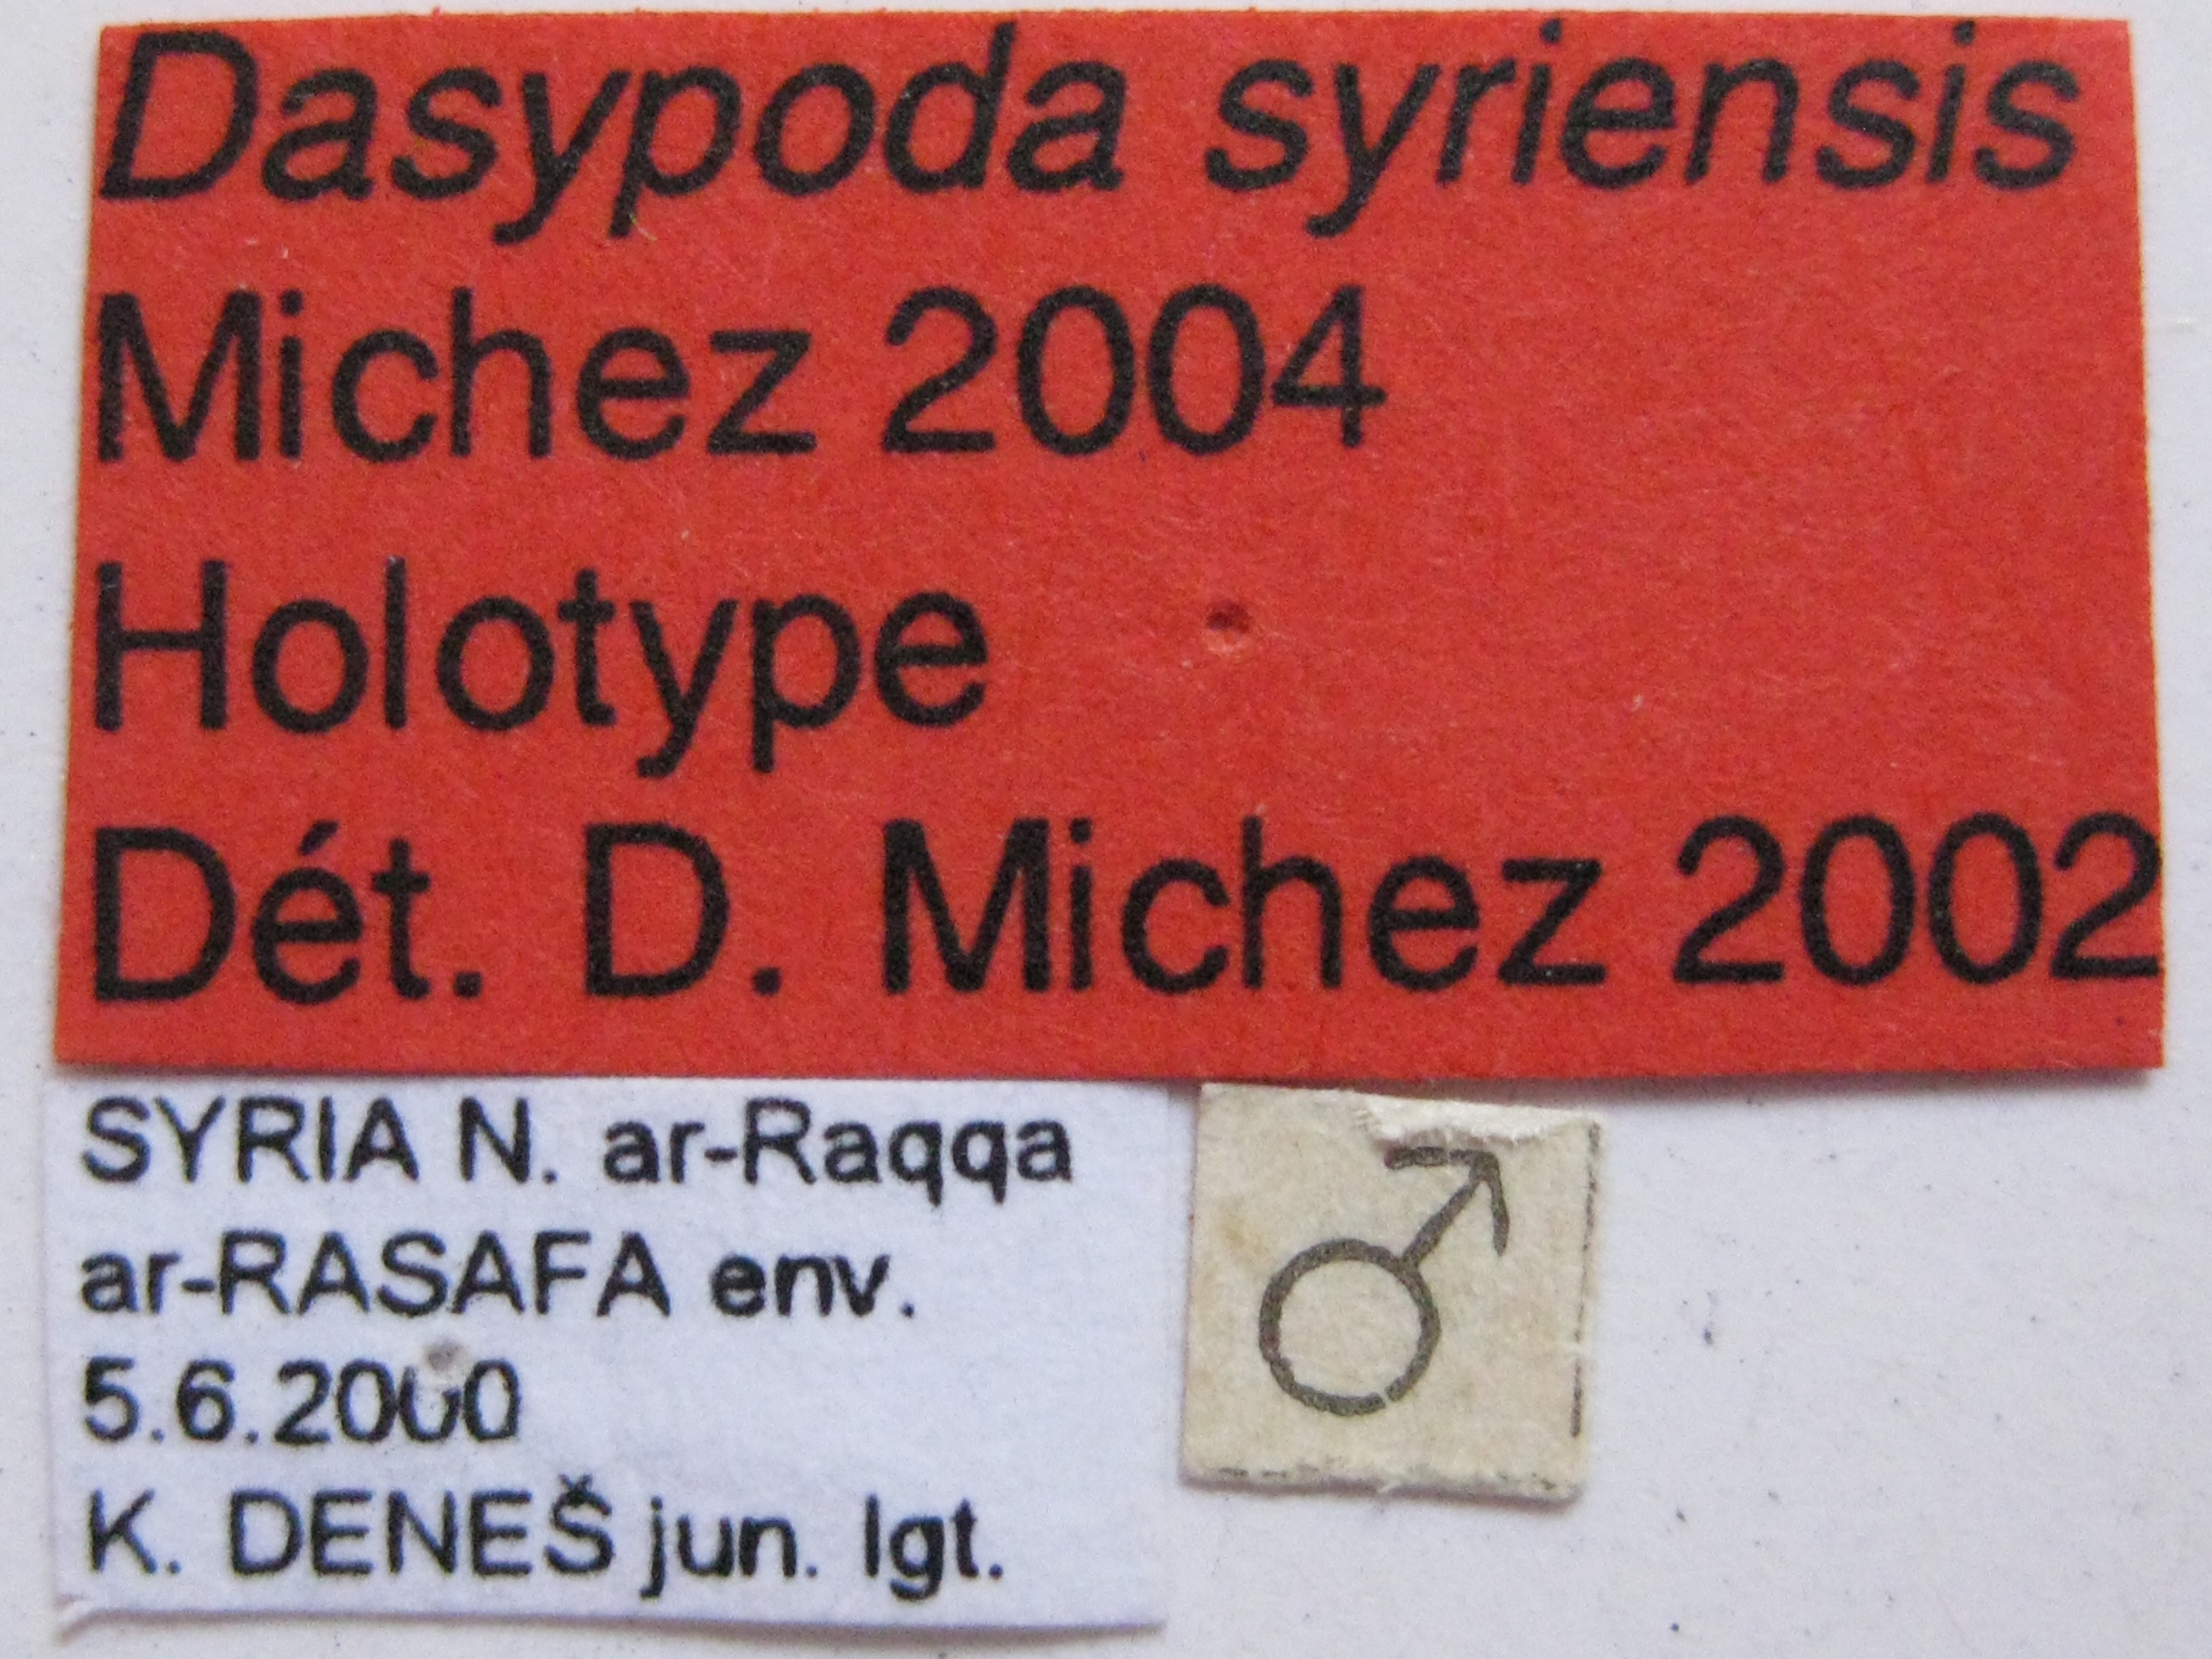 Dasypoda syriensis
Michez 2004
Holotype
Dét. D. Michez 2002
SYRIA N. ar-Raqqa
ar-RASAFA env.
5.6.2000
K. DENEŠ jun. lgt.
♂